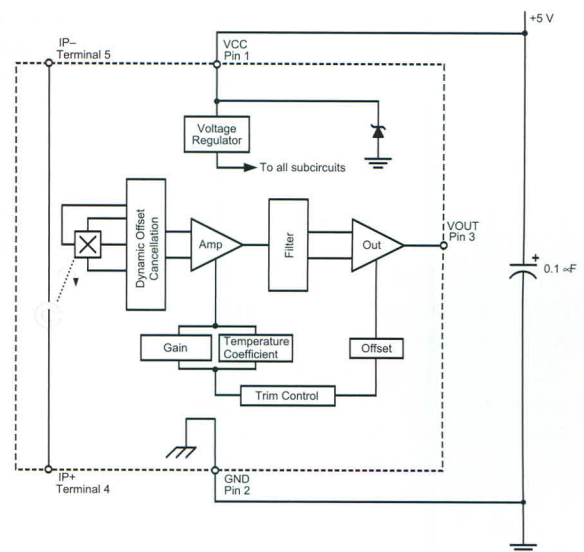 +5 V
IP–
Terminal 5
VCC
Pin 1
Voltage
Regulator
To all subcircuits
Dynamic Offset
Cancellation
Amp
Filter
Out
VOUT
Pin 3
+
0.1 ∝F
Gain
Temperature
Coefficient
Offset
Trim Control
IP+
Terminal 4
GND
Pin 2